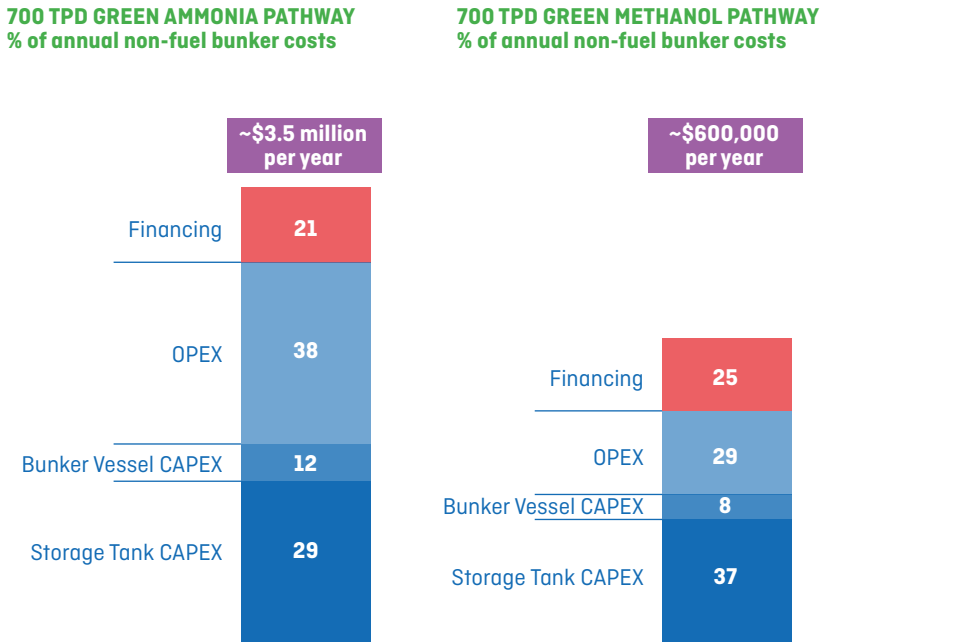 700 TPD GREEN AMMONIA PATHWAY
% of annual non-fuel bunker costs
~$3.5 million
per year
Financing
21
OPEX
38
Bunker Vessel CAPEX
12
Storage Tank CAPEX
29
700 TPD GREEN METHANOL PATHWAY
% of annual non-fuel bunker costs
~$600,000
per year
Financing
25
OPEX
29
Bunker Vessel CAPEX
8
Storage Tank CAPEX
37